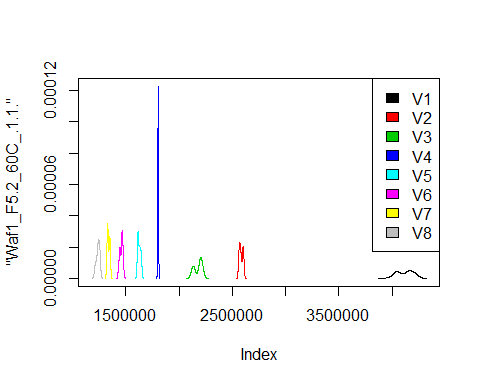 "Waf1_F5.2_60C_.1.1."
0.00012
0.00006
0.00000
V1
V2
V3
V4
V5
V6
V7
V8
1500000 2500000 3500000
Index